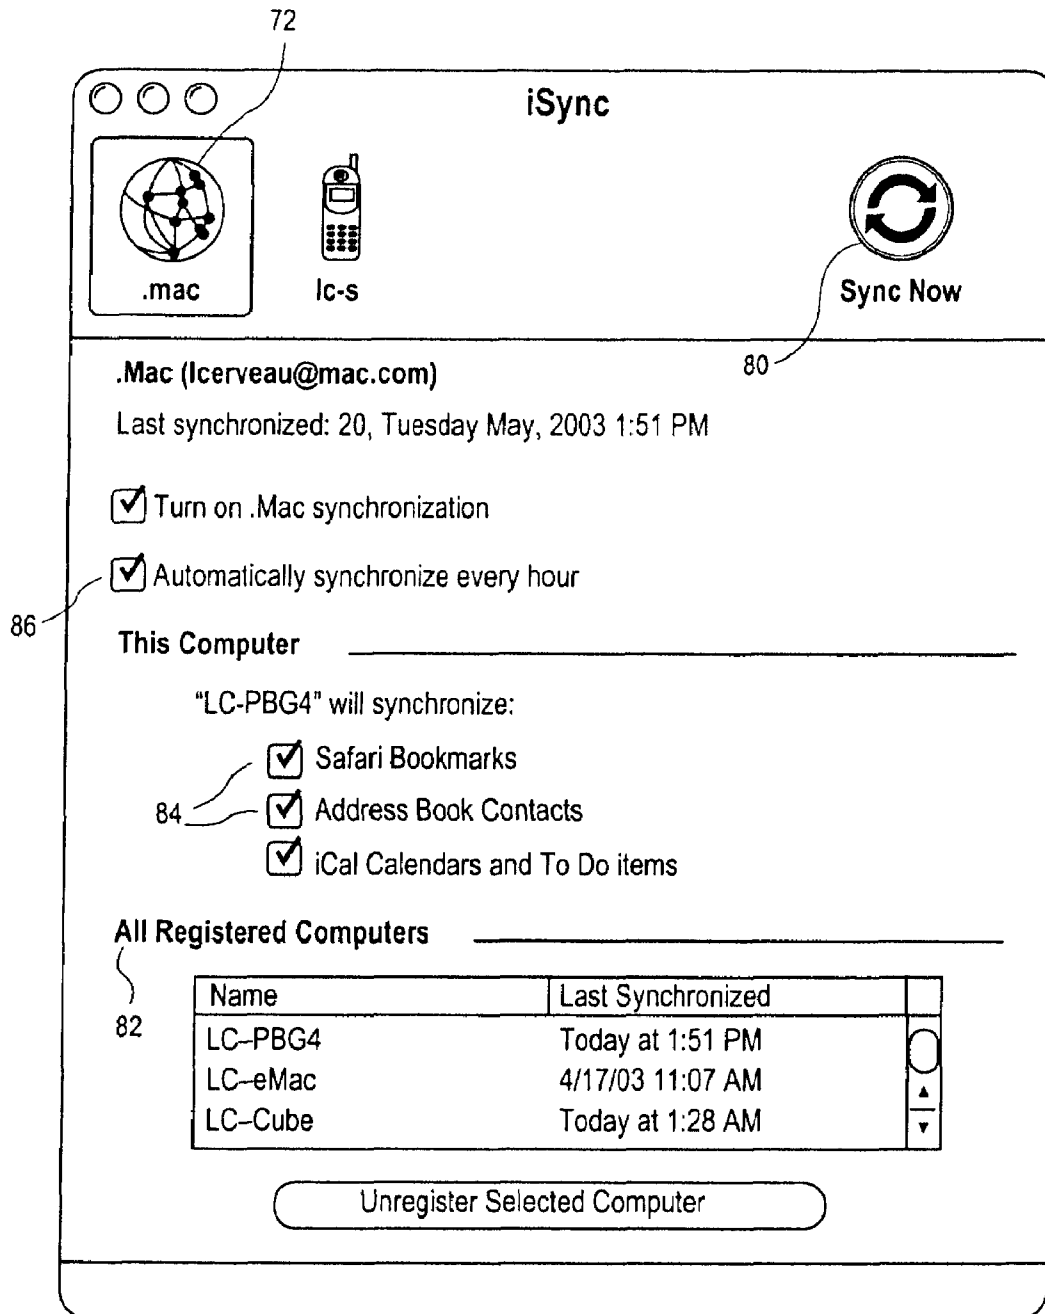 72
iSync
.mac
lc-s
Sync Now
80
.Mac (lcerveau@mac.com)
Last synchronized: 20, Tuesday May, 2003 1:51 PM
Turn on .Mac synchronization
Automatically synchronize every hour
86
This Computer
"LC-PBG4" will synchronize:
Safari Bookmarks
84
Address Book Contacts
iCal Calendars and To Do items
All Registered Computers
82
Name Last Synchronized
LC–PBG4 Today at 1:51 PM
LC–eMac 4/17/03 11:07 AM
LC–Cube Today at 1:28 AM
Unregister Selected Computer